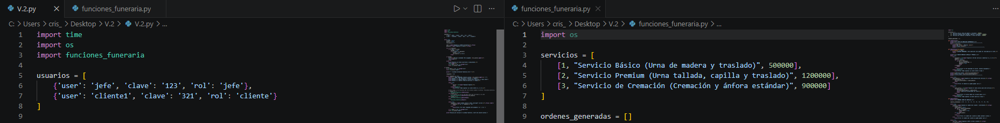 V.2.py
funciones_funeraria.py
C: > Users > cris_ > Desktop > V.2 > V.2.py > ...
1 import time
2 import os
3 import funciones_funeraria
4
5 usuarios = [
6 {'user': 'jefe', 'clave': '123', 'rol': 'jefe'},
7 {'user': 'cliente1', 'clave': '321', 'rol': 'cliente'}
8 ]
9
funciones_funeraria.py
C: > Users > cris_ > Desktop > V.2 > funciones_funeraria.py > ...
1 import os
2
3 servicios = [
4 [1, "Servicio Básico (Urna de madera y traslado)", 500000],
5 [2, "Servicio Premium (Urna tallada, capilla y traslado)", 1200000],
6 [3, "Servicio de Cremación (Cremación y ánfora estándar)", 900000]
7 ]
8
9 ordenes_generadas = []